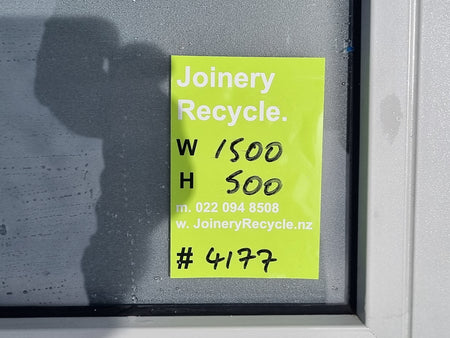 Joinery
Recycle.
W 1500
H 500
m. 022 094 8508
w. JoineryRecycle.nz
# 4177